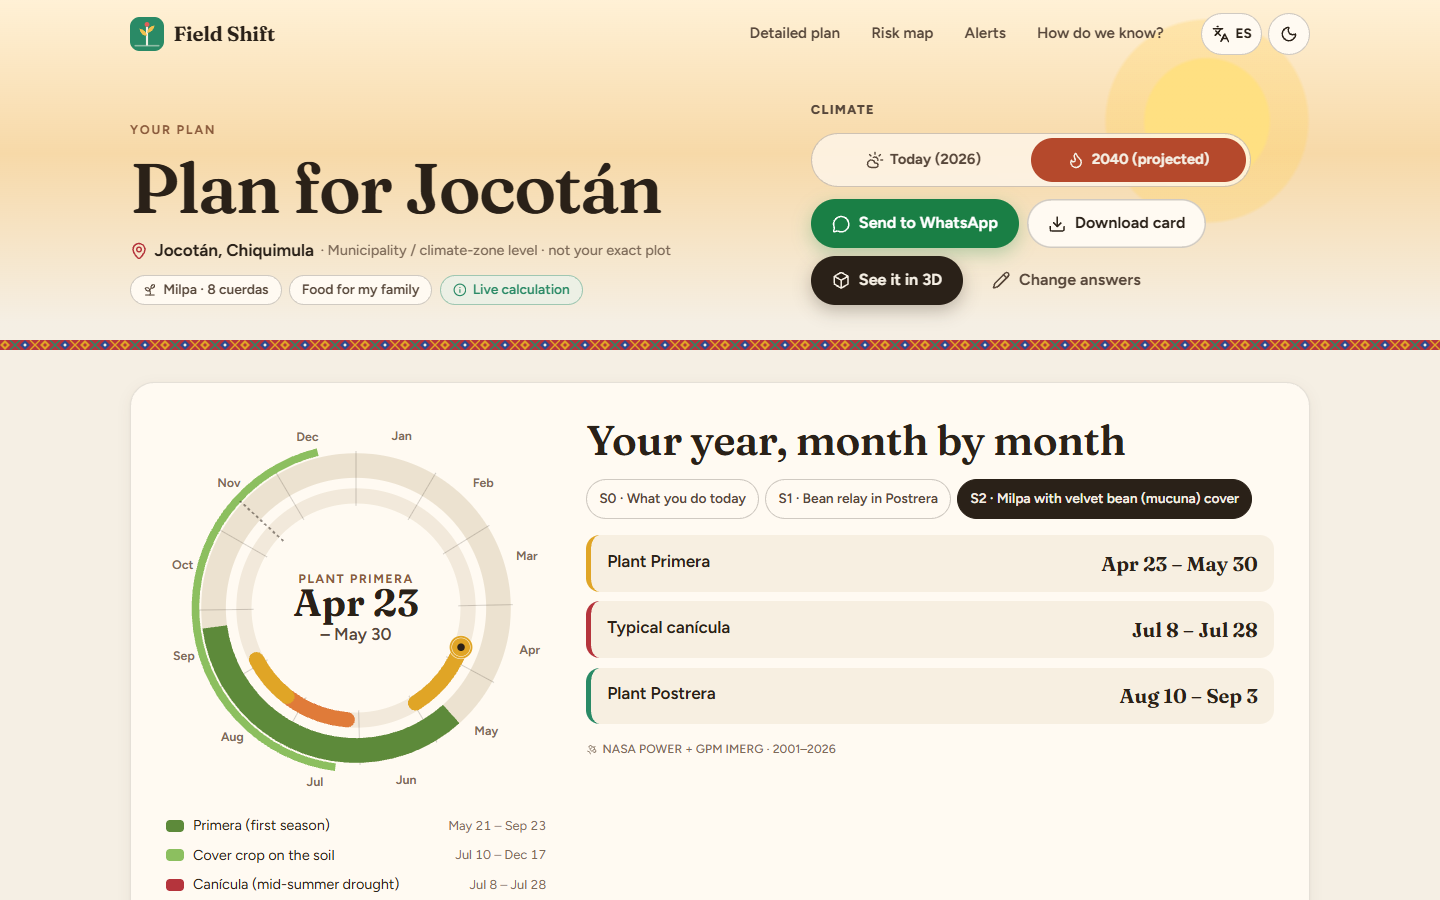 Field Shift
Detailed plan
Risk map
Alerts
How do we know?
ES
YOUR PLAN
Plan for Jocotán
Jocotán, Chiquimula · Municipality / climate-zone level · not your exact plot
Milpa · 8 cuerdas
Food for my family
Live calculation
CLIMATE
Today (2026)
2040 (projected)
Send to WhatsApp
Download card
See it in 3D
Change answers
Dec
Jan
Nov
Feb
Oct
Mar
Sep
Apr
Aug
May
Jul
Jun
PLANT PRIMERA
Apr 23
– May 30
Primera (first season) May 21 – Sep 23
Cover crop on the soil Jul 10 – Dec 17
Canícula (mid-summer drought) Jul 8 – Jul 28
Your year, month by month
S0 · What you do today
S1 · Bean relay in Postrera
S2 · Milpa with velvet bean (mucuna) cover
Plant Primera Apr 23 – May 30
Typical canícula Jul 8 – Jul 28
Plant Postrera Aug 10 – Sep 3
NASA POWER + GPM IMERG · 2001–2026